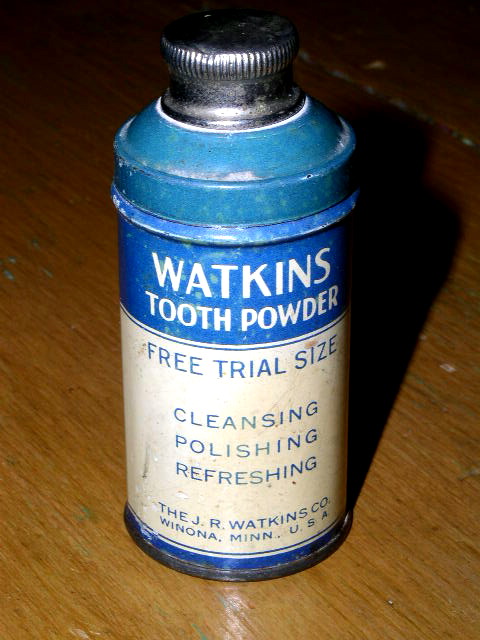 WATKINS
TOOTH POWDER
FREE TRIAL SIZE
CLEANSING
POLISHING
REFRESHING
THE J. R. WATKINS CO.
WINONA, MINN., U. S. A.